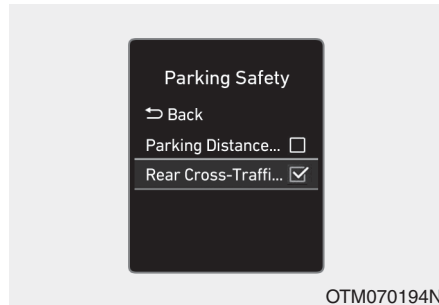 Parking Safety
Back
Parking Distance...
Rear Cross-Traffi...
OTM070194N